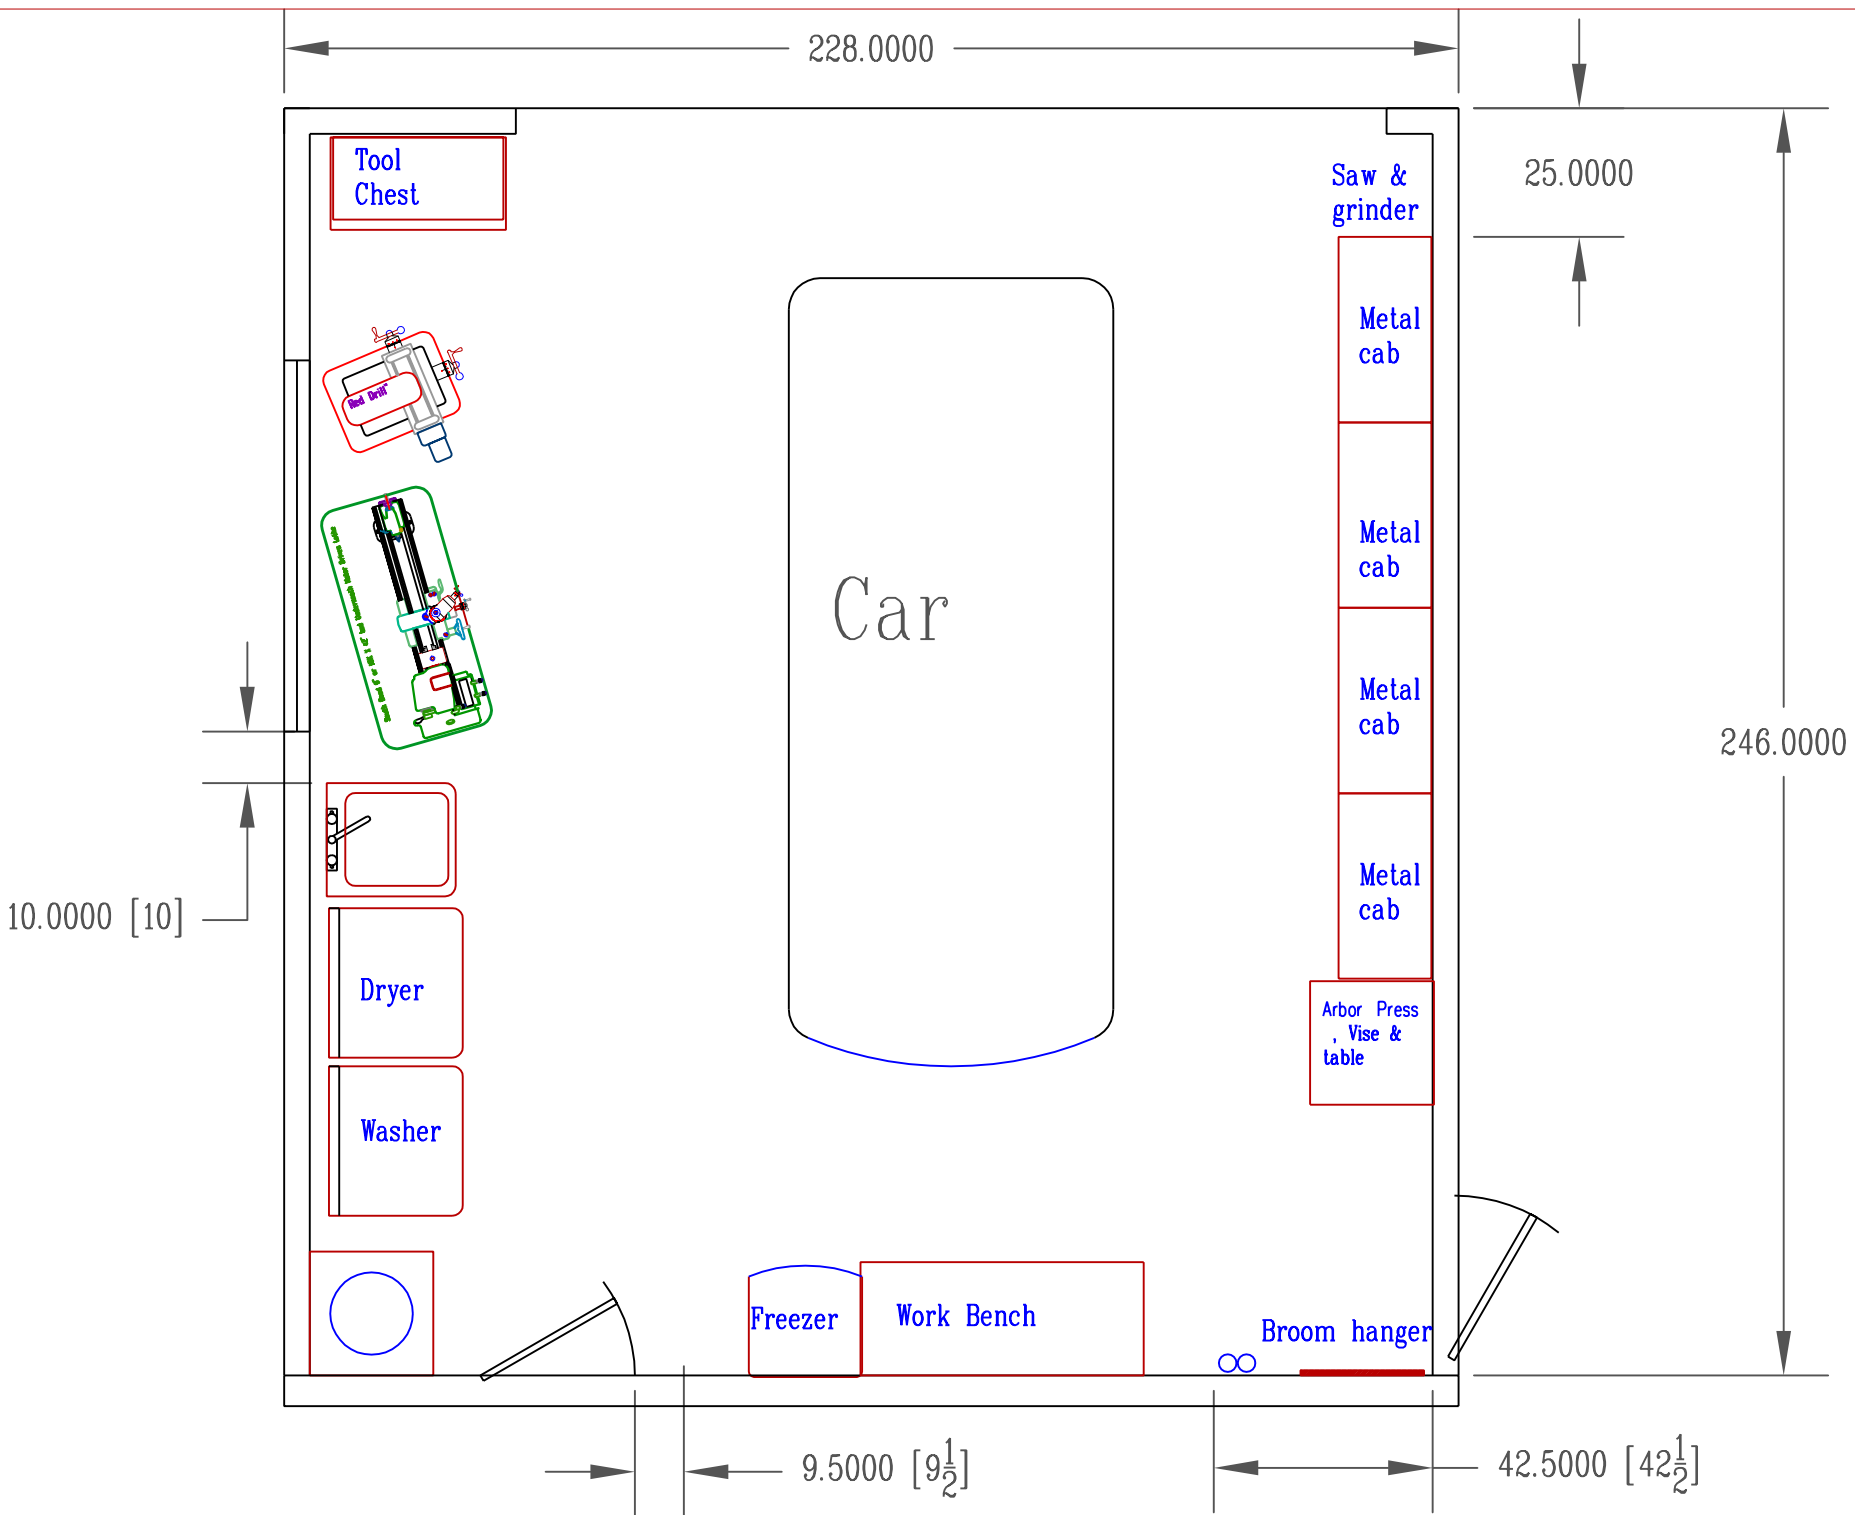 228.0000
25.0000
Tool
Chest
Saw &
grinder
Metal
cab
Red Drill
Metal
cab
Car
Metal
cab
246.0000
Metal
cab
10.0000 [10]
Dryer
Arbor Press
, Vise &
table
Washer
Freezer
Work Bench
Broom hanger
9.5000 [9½]
42.5000 [42½]